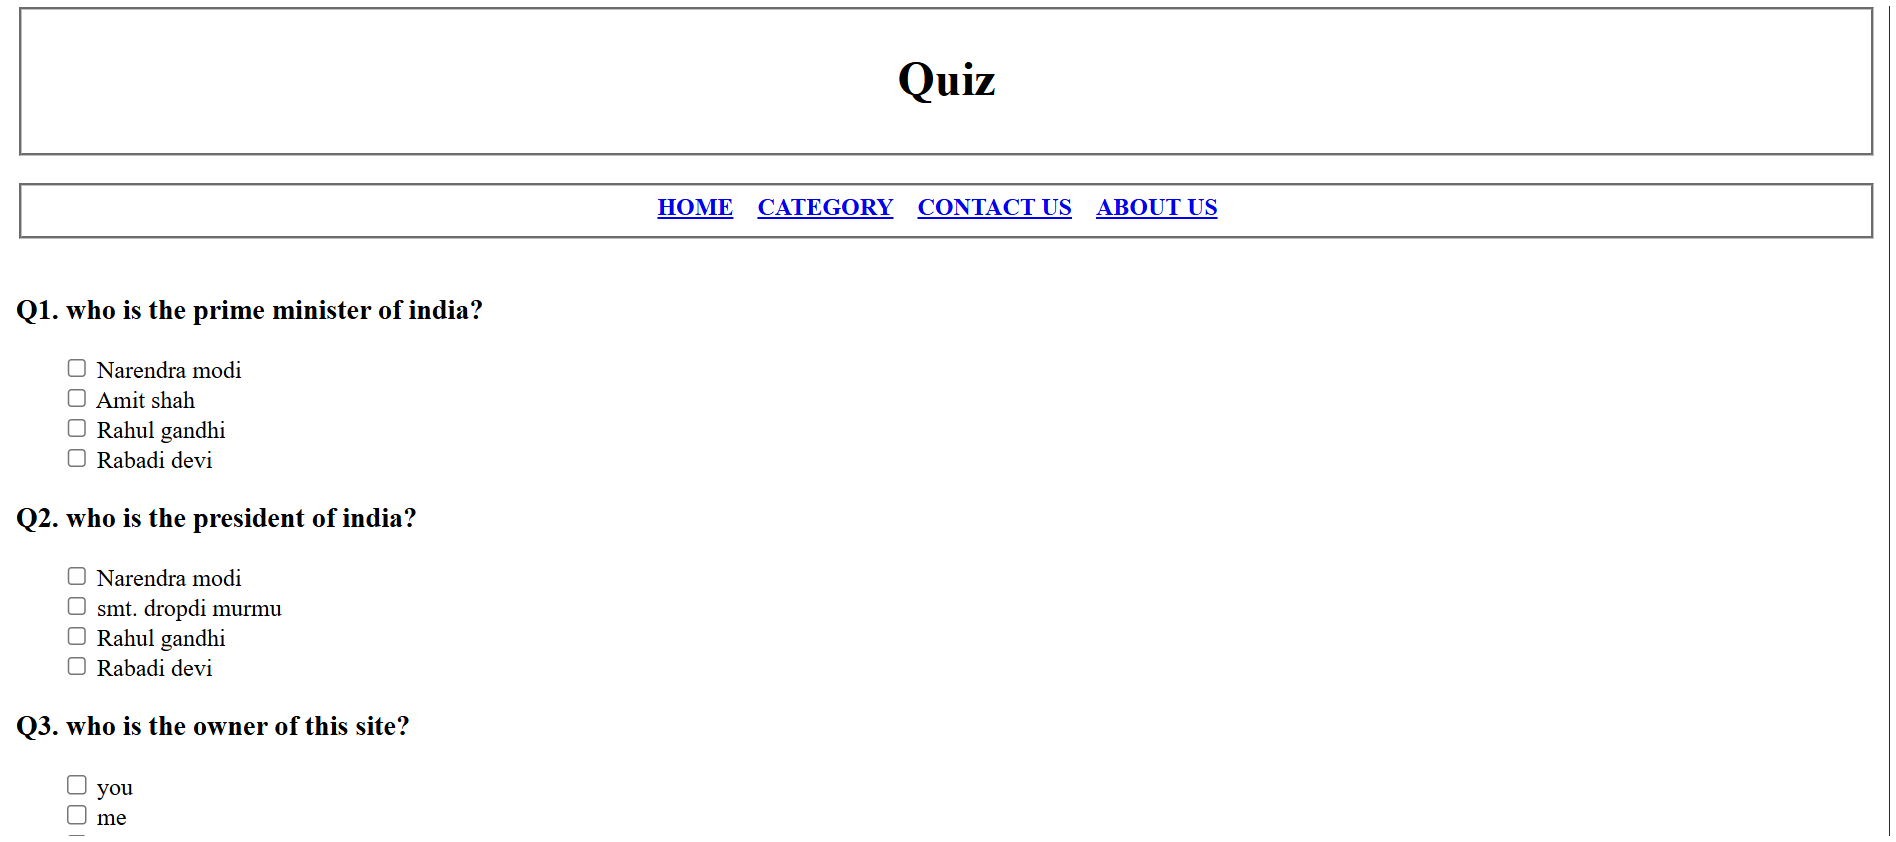 Quiz
HOME CATEGORY CONTACT US ABOUT US
Q1. who is the prime minister of india?
Narendra modi
Amit shah
Rahul gandhi
Rabadi devi
Q2. who is the president of india?
Narendra modi
smt. dropdi murmu
Rahul gandhi
Rabadi devi
Q3. who is the owner of this site?
you
me